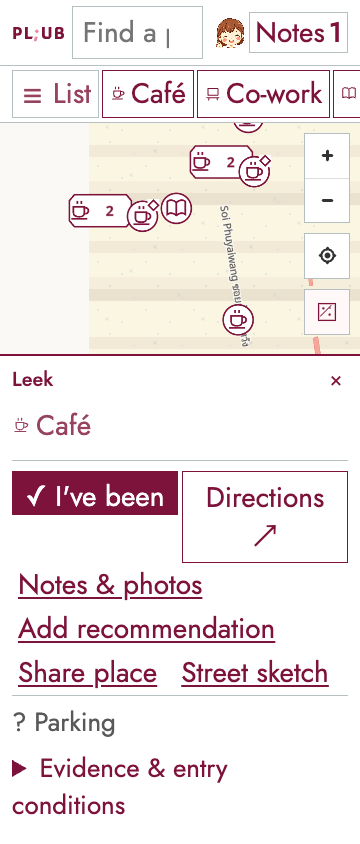 PL;UB
Find a p
Notes 1
List
Café
Co-work
2
2
Soi Phuyaiwang
Leek
×
Café
✓ I've been
Directions ↗
Notes & photos
Add recommendation
Share place
Street sketch
? Parking
▶ Evidence & entry
conditions